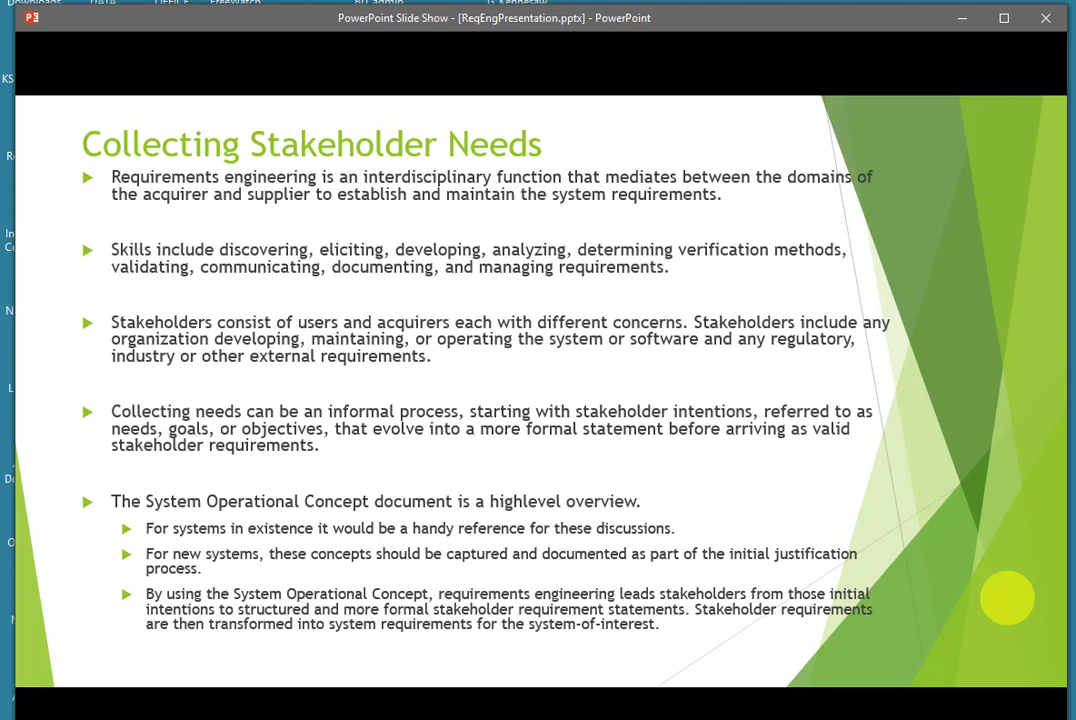 Downloads DATA OFFICE FreeWatch G Kennesaw
PowerPoint Slide Show - [ReqEngPresentation.pptx] - PowerPoint
KS
Collecting Stakeholder Needs
Requirements engineering is an interdisciplinary function that mediates between the domains of
the acquirer and supplier to establish and maintain the system requirements.
Skills include discovering, eliciting, developing, analyzing, determining verification methods,
validating, communicating, documenting, and managing requirements.
Stakeholders consist of users and acquirers each with different concerns. Stakeholders include any
organization developing, maintaining, or operating the system or software and any regulatory,
industry or other external requirements.
Collecting needs can be an informal process, starting with stakeholder intentions, referred to as
needs, goals, or objectives, that evolve into a more formal statement before arriving as valid
stakeholder requirements.
The System Operational Concept document is a highlevel overview.
For systems in existence it would be a handy reference for these discussions.
For new systems, these concepts should be captured and documented as part of the initial justification
process.
By using the System Operational Concept, requirements engineering leads stakeholders from those initial
intentions to structured and more formal stakeholder requirement statements. Stakeholder requirements
are then transformed into system requirements for the system-of-interest.